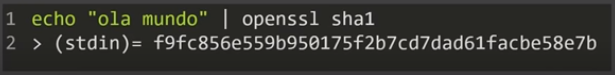 1 echo "ola mundo" | openssl sha1
2 > (stdin)= f9fc856e559b950175f2b7cd7dad61facbe58e7b